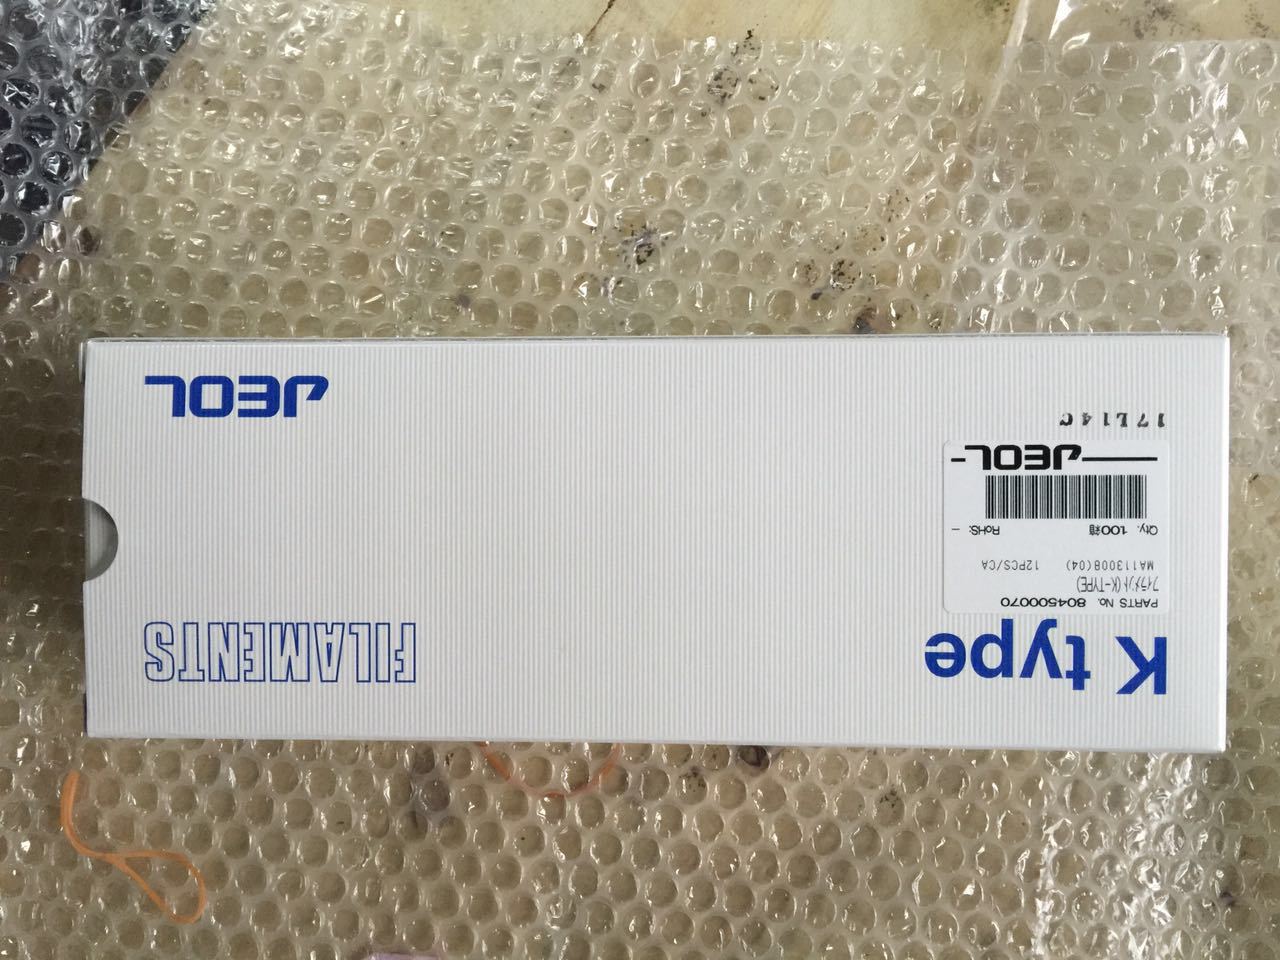 K type
FILAMENTS
PARTS No. 804500070
フィラメント(K-TYPE)
MA113008(04) 12PCS/CA
Qty. 1.00箱 RoHS: -
JEOL
17L14C
JEOL